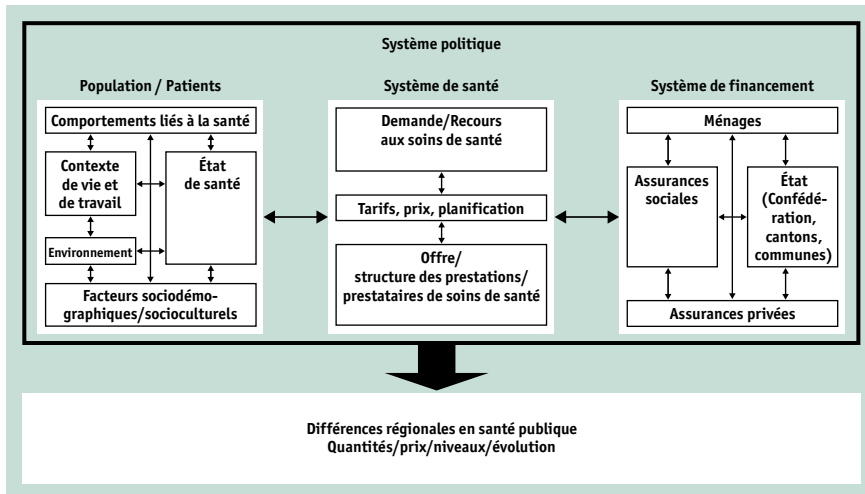 Système politique
Population / Patients
Comportements liés à la santé
Contexte
de vie et
de travail
État
de santé
Environnement
Facteurs sociodémo-
graphiques/socioculturels
Système de santé
Demande/Recours
aux soins de santé
Tarifs, prix, planification
Offre/
structure des prestations/
prestataires de soins de santé
Système de financement
Ménages
Assurances
sociales
État
(Confédé-
ration,
cantons,
communes)
Assurances privées
Différences régionales en santé publique
Quantités/prix/niveaux/évolution